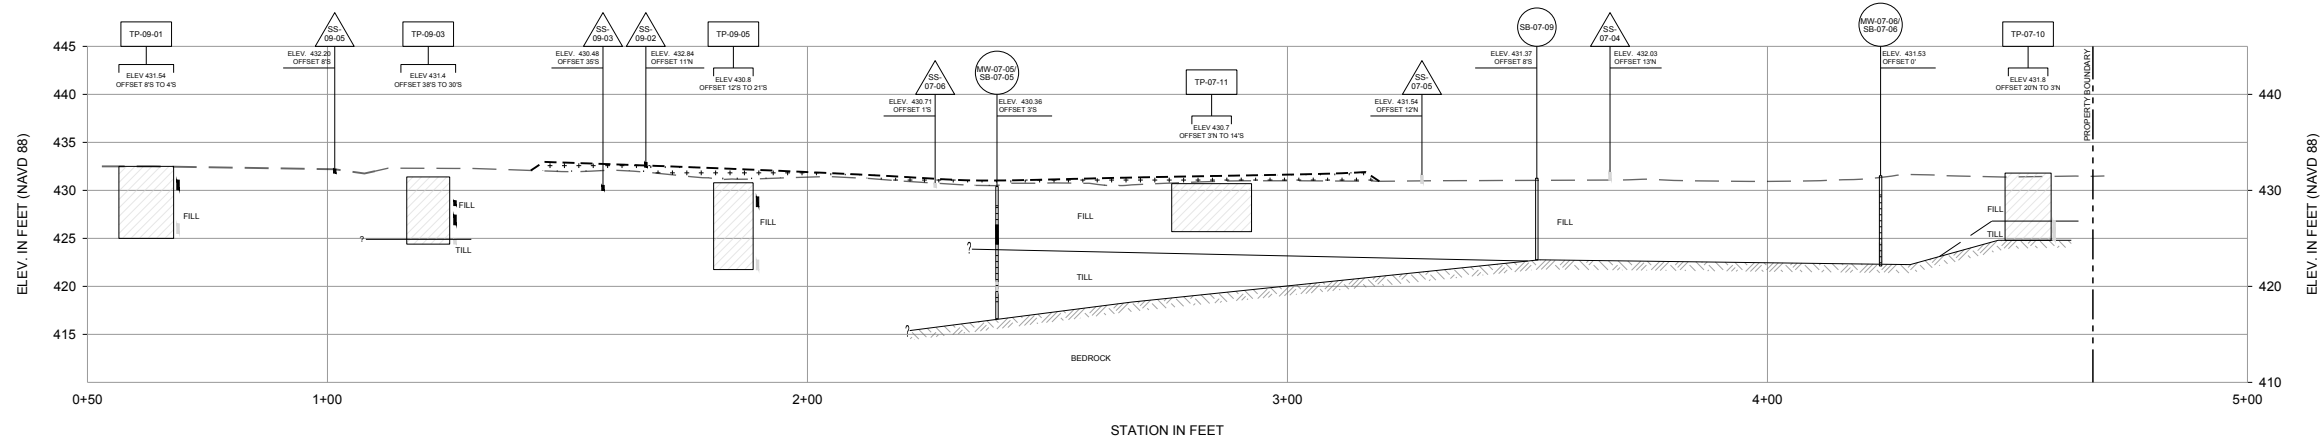 TP-09-01
ELEV 431.54
OFFSET 8'S TO 4'S
SS-
09-05
ELEV. 432.20
OFFSET 8'S
TP-09-03
ELEV 431.4
OFFSET 38'S TO 30'S
SS-
09-03
ELEV. 430.48
OFFSET 35'S
SS-
09-02
ELEV. 432.84
OFFSET 11'N
TP-09-05
ELEV 430.8
OFFSET 12'S TO 21'S
SS-
07-06
ELEV. 430.71
OFFSET 1'S
MW-07-05/
SB-07-05
ELEV. 430.36
OFFSET 3'S
TP-07-11
ELEV 430.7
OFFSET 3'N TO 14'S
SS-
07-05
ELEV. 431.54
OFFSET 12'N
SB-07-09
ELEV. 431.37
OFFSET 8'S
SS-
07-04
ELEV. 432.03
OFFSET 13'N
MW-07-06/
SB-07-06
ELEV. 431.53
OFFSET 0'
TP-07-10
ELEV 431.8
OFFSET 20'N TO 3'N
PROPERTY BOUNDARY
ELEV. IN FEET (NAVD 88)
445
440
435
430
425
420
415
FILL
FILL
?
TILL
FILL
FILL
?
TILL
?
BEDROCK
FILL
FILL
TILL
440
430
420
410
ELEV. IN FEET (NAVD 88)
0+50
1+00
2+00
3+00
4+00
5+00
STATION IN FEET